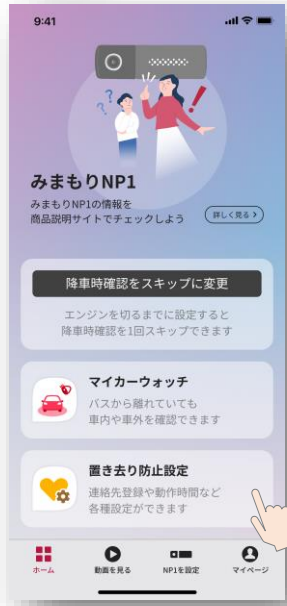 9:41
みまもりNP1
みまもりNP1の情報を
商品説明サイトでチェックしよう
詳しく見る
降車時確認をスキップに変更
エンジンを切るまでに設定すると
降車時確認を1回スキップできます
マイカーウォッチ
バスから離れていても
車内や車外を確認できます
置き去り防止設定
連絡先登録や動作時間など
各種設定ができます
ホーム 動画を見る NP1を設定 マイページ